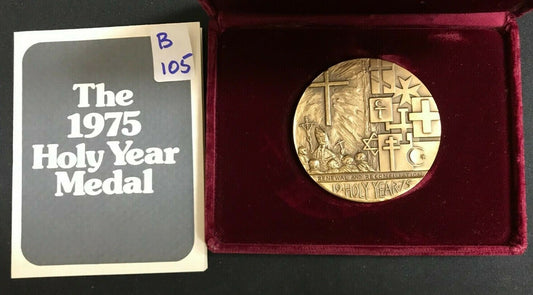 B
105
The
1975
Holy Year
Medal
RENEWAL AND RECONCILIATION
19 HOLY YEAR 75